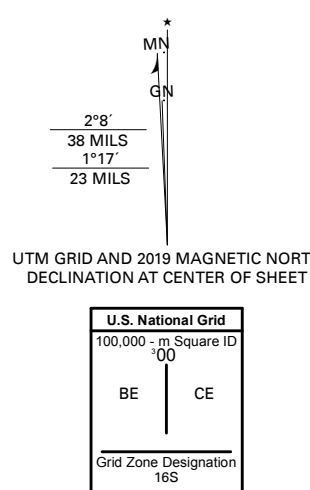 MN
GN
2°8´
38 MILS
1°17´
23 MILS
UTM GRID AND 2019 MAGNETIC NORT
DECLINATION AT CENTER OF SHEET
U.S. National Grid
100,000 - m Square ID
³00
BE CE
Grid Zone Designation
16S